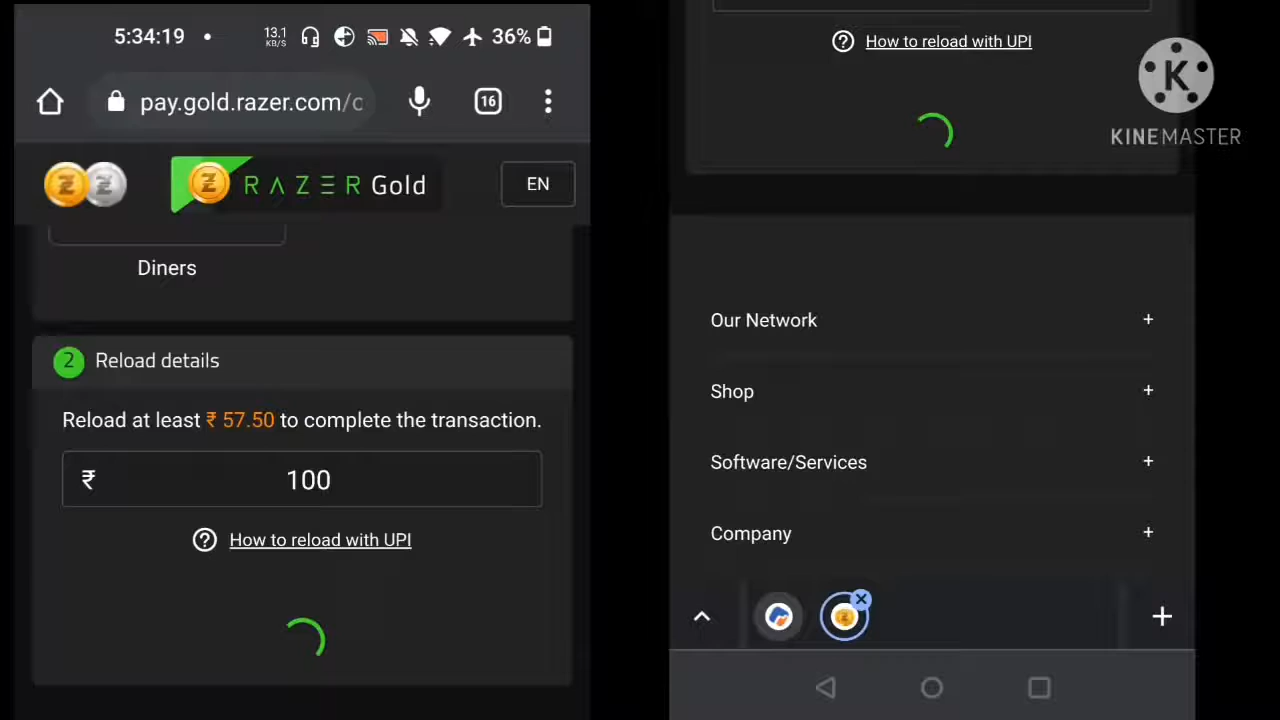 5:34:19
13.1
KB/S
36%
pay.gold.razer.com/c
16
RAZER Gold
EN
Diners
2 Reload details
Reload at least ₹ 57.50 to complete the transaction.
₹ 100
How to reload with UPI
How to reload with UPI
K
KINEMASTER
Our Network +
Shop +
Software/Services +
Company +